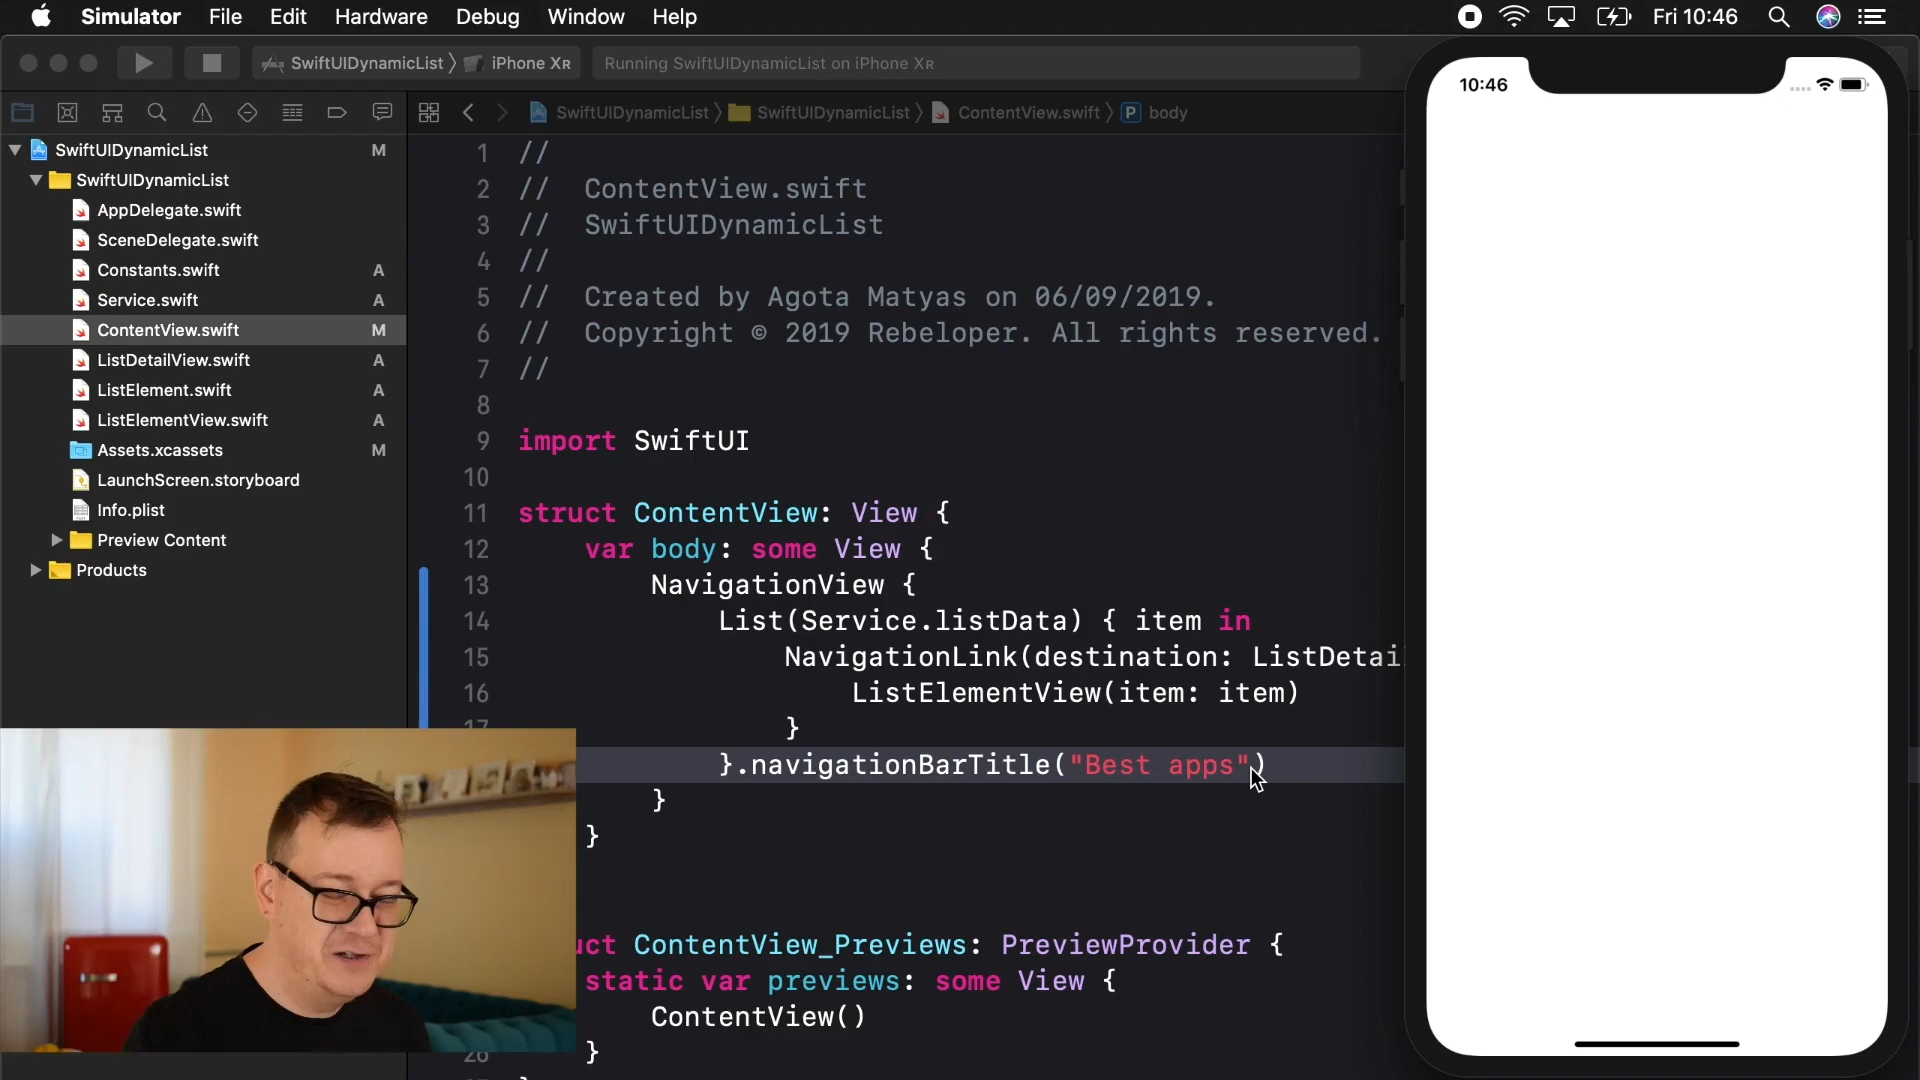 Simulator File Edit Hardware Debug Window Help Fri 10:46
SwiftUIDynamicList iPhone XR Running SwiftUIDynamicList on iPhone XR
SwiftUIDynamicList SwiftUIDynamicList ContentView.swift P body
SwiftUIDynamicList M
SwiftUIDynamicList
AppDelegate.swift
SceneDelegate.swift
Constants.swift A
Service.swift A
ContentView.swift M
ListDetailView.swift A
ListElement.swift A
ListElementView.swift A
Assets.xcassets M
LaunchScreen.storyboard
Info.plist
Preview Content
Products
1 //
2 // ContentView.swift
3 // SwiftUIDynamicList
4 //
5 // Created by Agota Matyas on 06/09/2019.
6 // Copyright © 2019 Rebeloper. All rights reserved.
7 //
8
9 import SwiftUI
10
11 struct ContentView: View {
12 var body: some View {
13 NavigationView {
14 List(Service.listData) { item in
15 NavigationLink(destination: ListDetai
16 ListElementView(item: item)
17 }
}.navigationBarTitle("Best apps")
}
}
uct ContentView_Previews: PreviewProvider {
static var previews: some View {
ContentView()
26 }
10:46